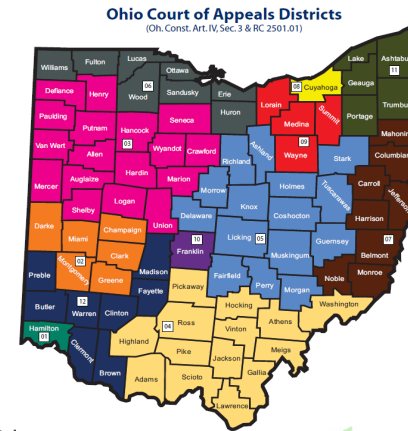 Ohio Court of Appeals Districts
(Oh. Const. Art. IV, Sec. 3 & RC 2501.01)
Williams
Fulton
Lucas
Ottawa
Wood
06
Sandusky
Erie
Huron
Lorain
08
Cuyahoga
Lake
Geauga
Ashtabu
11
Trumbu
Portage
Defiance
Henry
Paulding
Putnam
Hancock
03
Seneca
Van Wert
Allen
Wyandot
Crawford
Hardin
Mercer
Auglaize
Marion
Shelby
Logan
Union
Medina
Summit
09
Wayne
Richland
Ashland
Stark
Mahonin
Columbian
Carroll
Jefferso
Harrison
07
Belmont
Noble
Monroe
Morrow
Knox
Holmes
Tuscarawas
Coshocton
Delaware
Licking
05
Guernsey
Muskingum
Fairfield
Perry
Morgan
Darke
Miami
Champaign
Clark
02
Montgomery
Greene
10
Franklin
Madison
Preble
Fayette
Butler
12
Warren
Clinton
Hamilton
01
Clermont
Brown
Pickaway
Hocking
Washington
Athens
04
Ross
Vinton
Highland
Pike
Meigs
Jackson
Gallia
Adams
Scioto
Lawrence